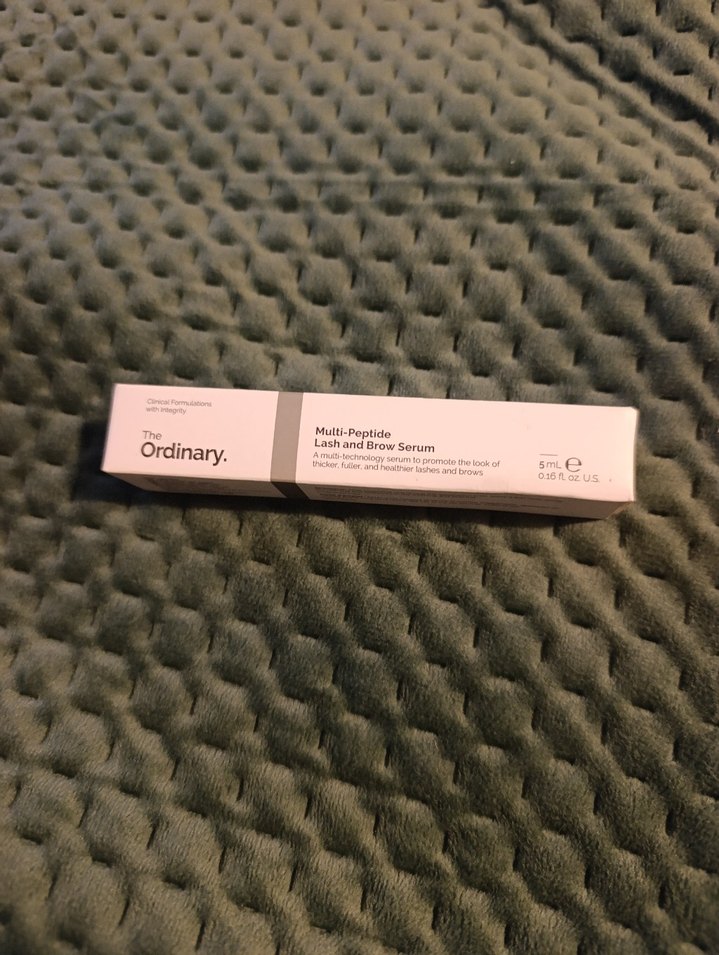 Clinical Formulations
with Integrity
The
Ordinary.
Multi-Peptide
Lash and Brow Serum
A multi-technology serum to promote the look of
thicker, fuller, and healthier lashes and brows
5 mL ℮
0.16 fl. oz. U.S.